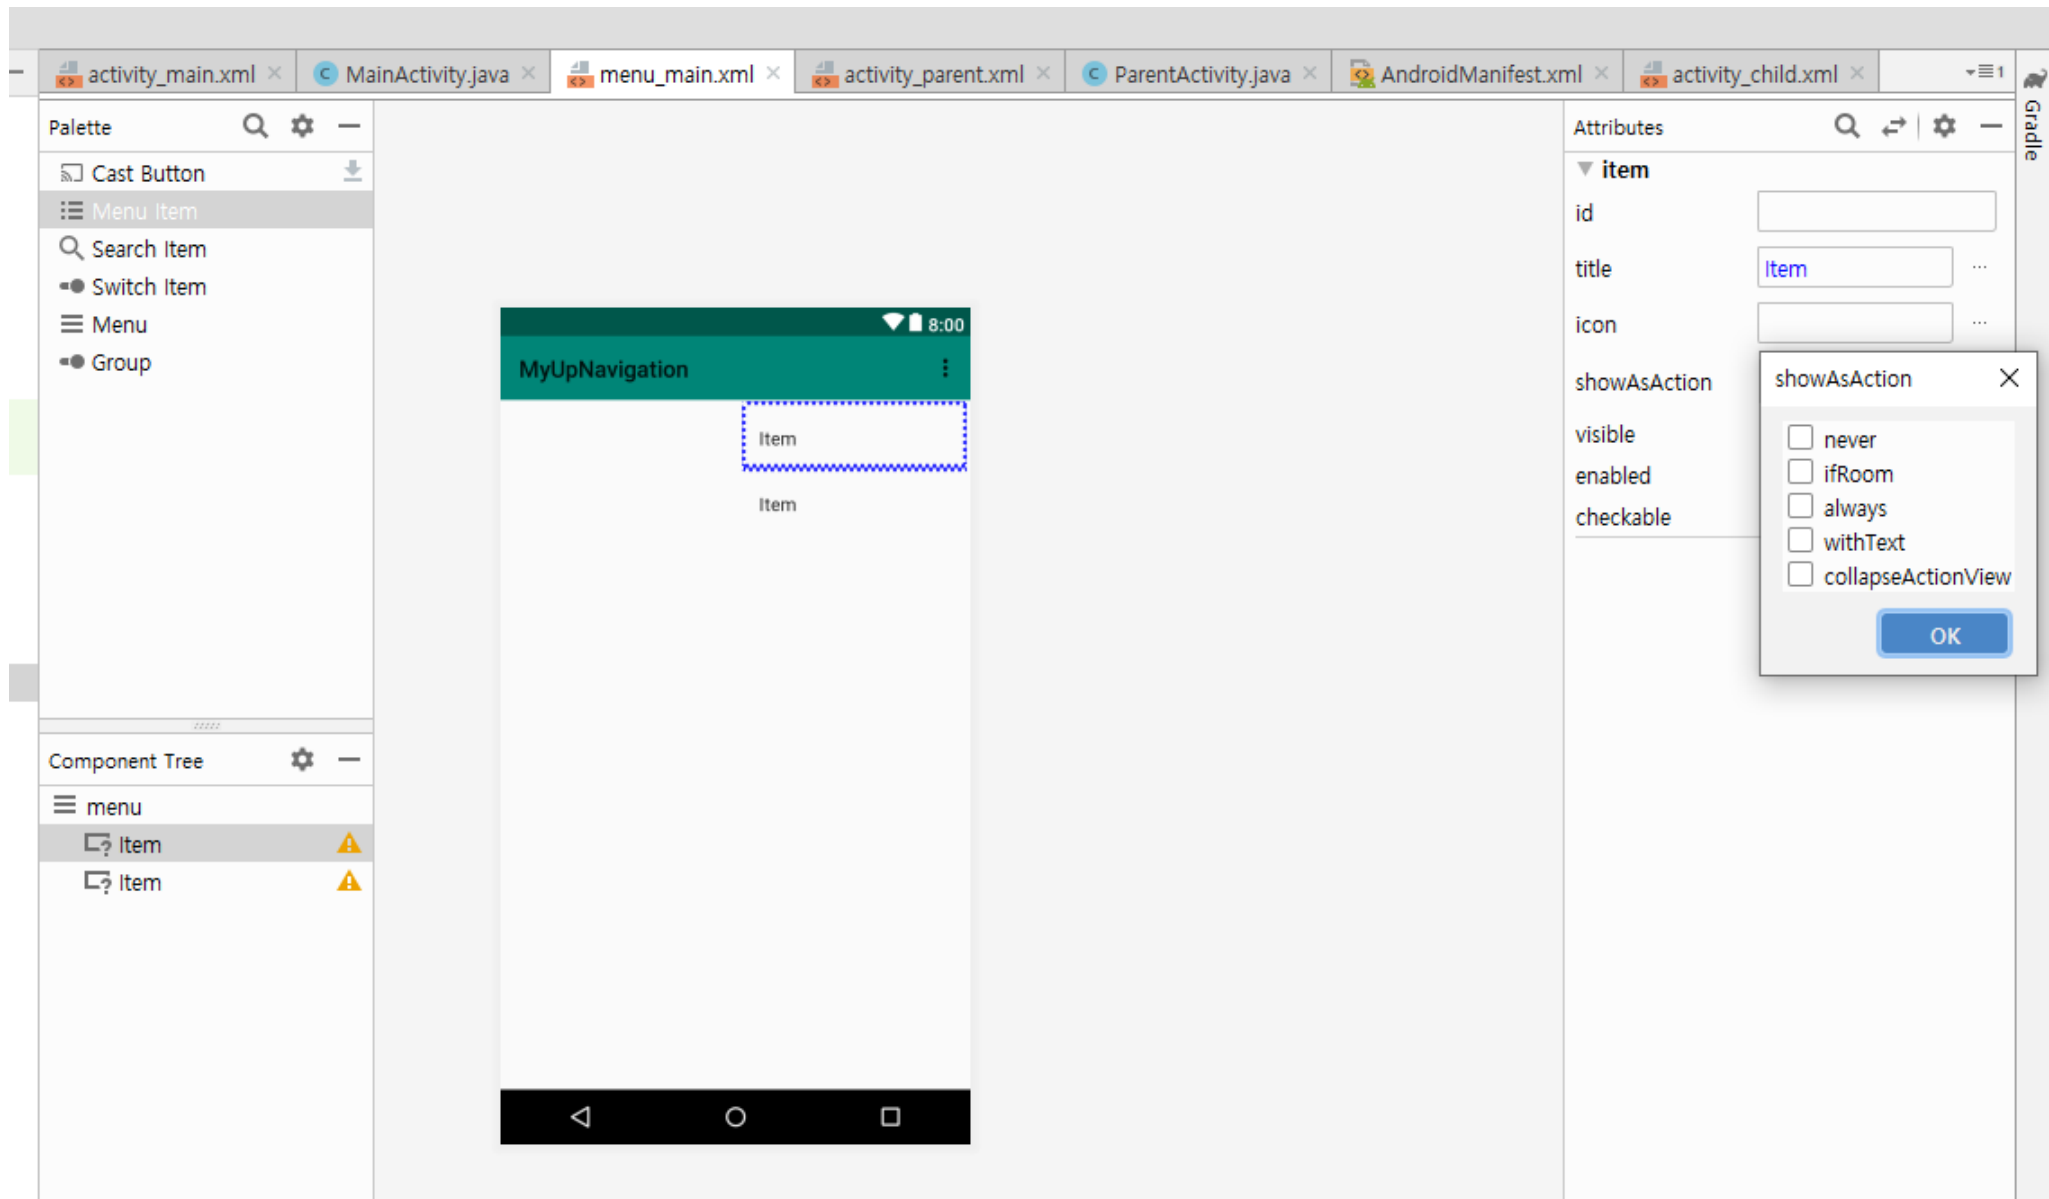 activity_main.xml
MainActivity.java
menu_main.xml
activity_parent.xml
ParentActivity.java
AndroidManifest.xml
activity_child.xml
1
Gradle
Palette
Cast Button
Menu Item
Search Item
Switch Item
Menu
Group
8:00
MyUpNavigation
Item
Item
Attributes
item
id
title
Item
...
icon
...
showAsAction
visible
enabled
checkable
showAsAction
never
ifRoom
always
withText
collapseActionView
OK
Component Tree
menu
Item
Item